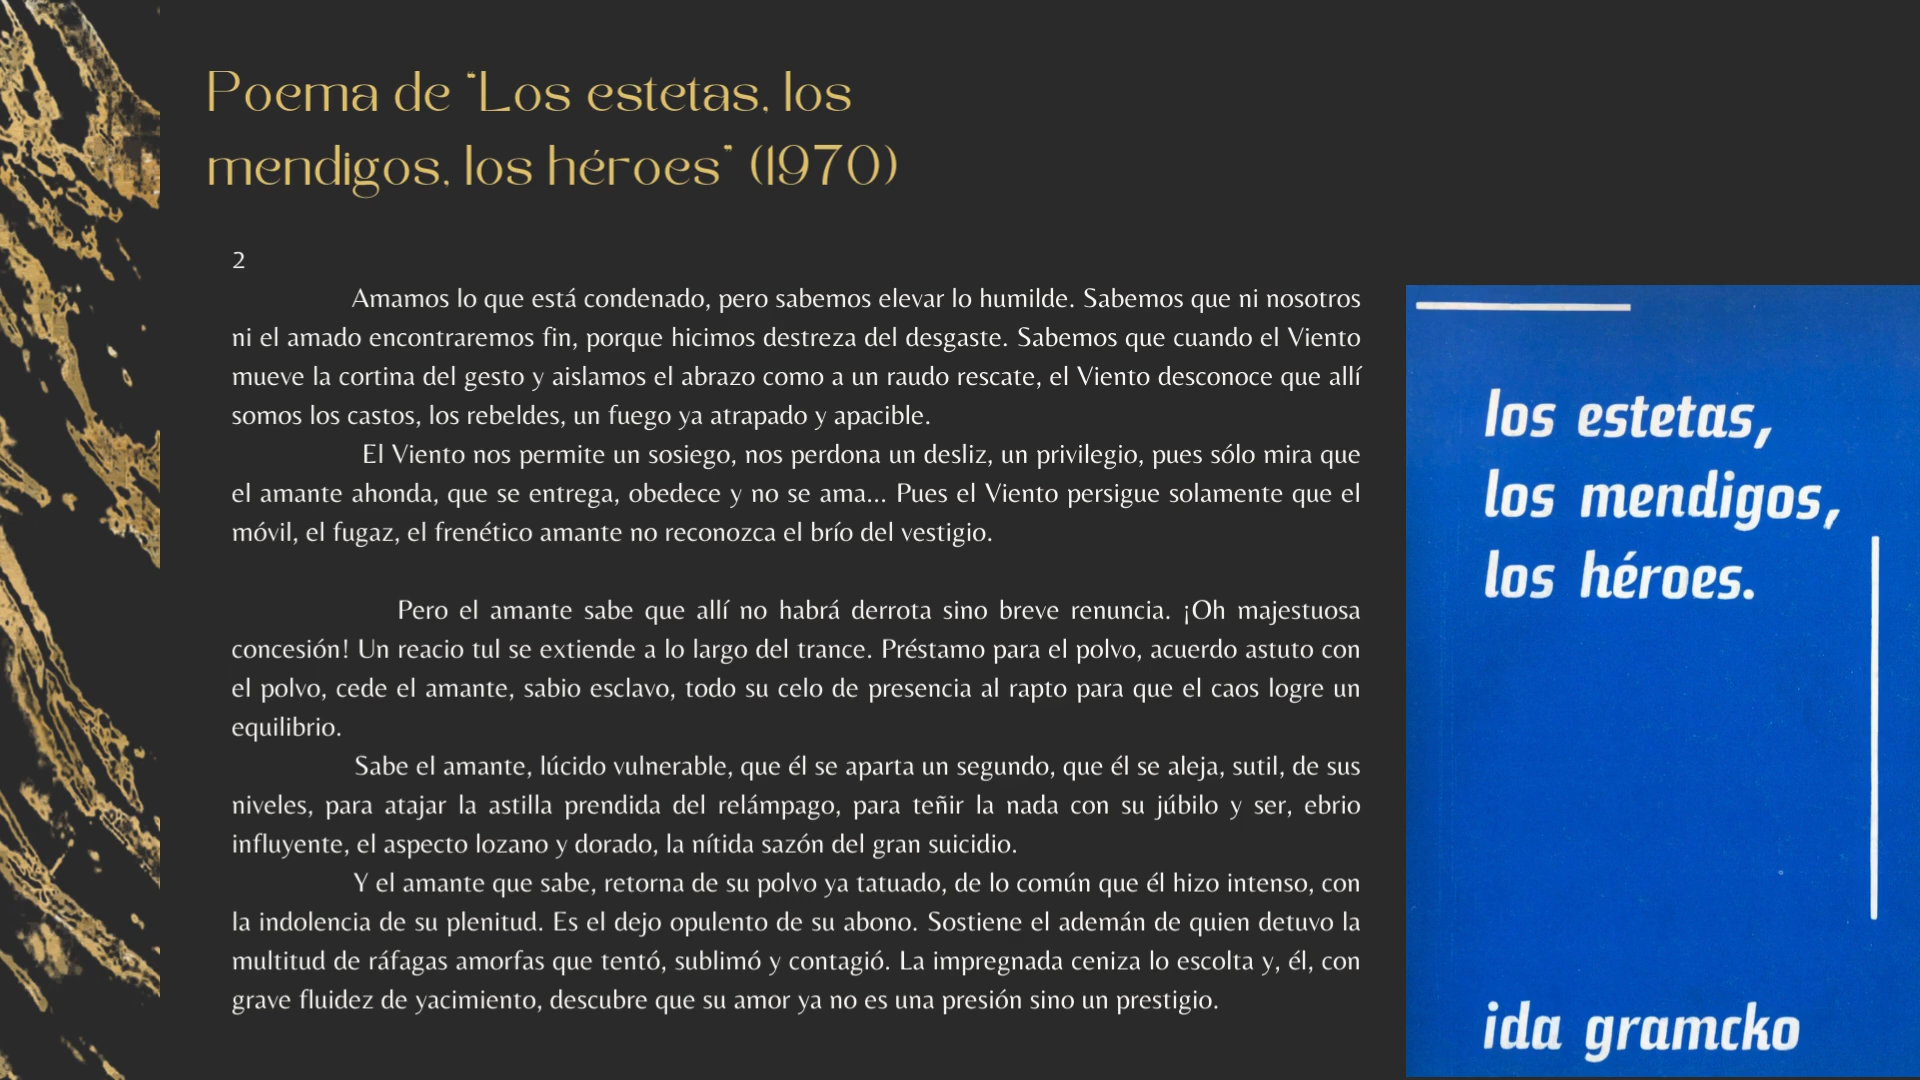 Poema de "Los estetas, los
mendigos, los héroes" (1970)
2
Amamos lo que está condenado, pero sabemos elevar lo humilde. Sabemos que ni nosotros
ni el amado encontraremos fin, porque hicimos destreza del desgaste. Sabemos que cuando el Viento
mueve la cortina del gesto y aislamos el abrazo como a un raudo rescate, el Viento desconoce que allí
somos los castos, los rebeldes, un fuego ya atrapado y apacible.
El Viento nos permite un sosiego, nos perdona un desliz, un privilegio, pues sólo mira que
el amante ahonda, que se entrega, obedece y no se ama... Pues el Viento persigue solamente que el
móvil, el fugaz, el frenético amante no reconozca el brío del vestigio.
Pero el amante sabe que allí no habrá derrota sino breve renuncia. ¡Oh majestuosa
concesión! Un reacio tul se extiende a lo largo del trance. Préstamo para el polvo, acuerdo astuto con
el polvo, cede el amante, sabio esclavo, todo su celo de presencia al rapto para que el caos logre un
equilibrio.
Sabe el amante, lúcido vulnerable, que él se aparta un segundo, que él se aleja, sutil, de sus
niveles, para atajar la astilla prendida del relámpago, para teñir la nada con su júbilo y ser, ebrio
influyente, el aspecto lozano y dorado, la nítida sazón del gran suicidio.
Y el amante que sabe, retorna de su polvo ya tatuado, de lo común que él hizo intenso, con
la indolencia de su plenitud. Es el dejo opulento de su abono. Sostiene el ademán de quien detuvo la
multitud de ráfagas amorfas que tentó, sublimó y contagió. La impregnada ceniza lo escolta y, él, con
grave fluidez de yacimiento, descubre que su amor ya no es una presión sino un prestigio.
los estetas,
los mendigos,
los héroes.
ida gramcko